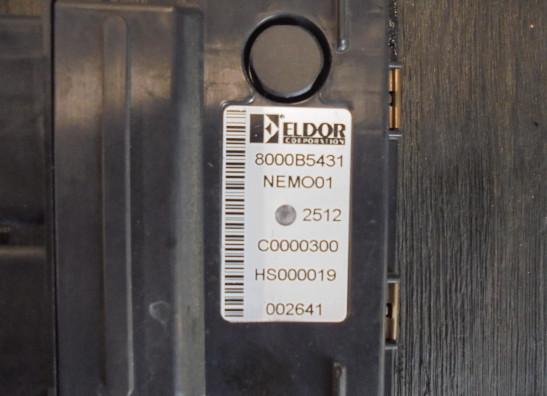 ELDOR
CORPORATION
8000B5431
NEMO01
2512
C0000300
HS000019
002641